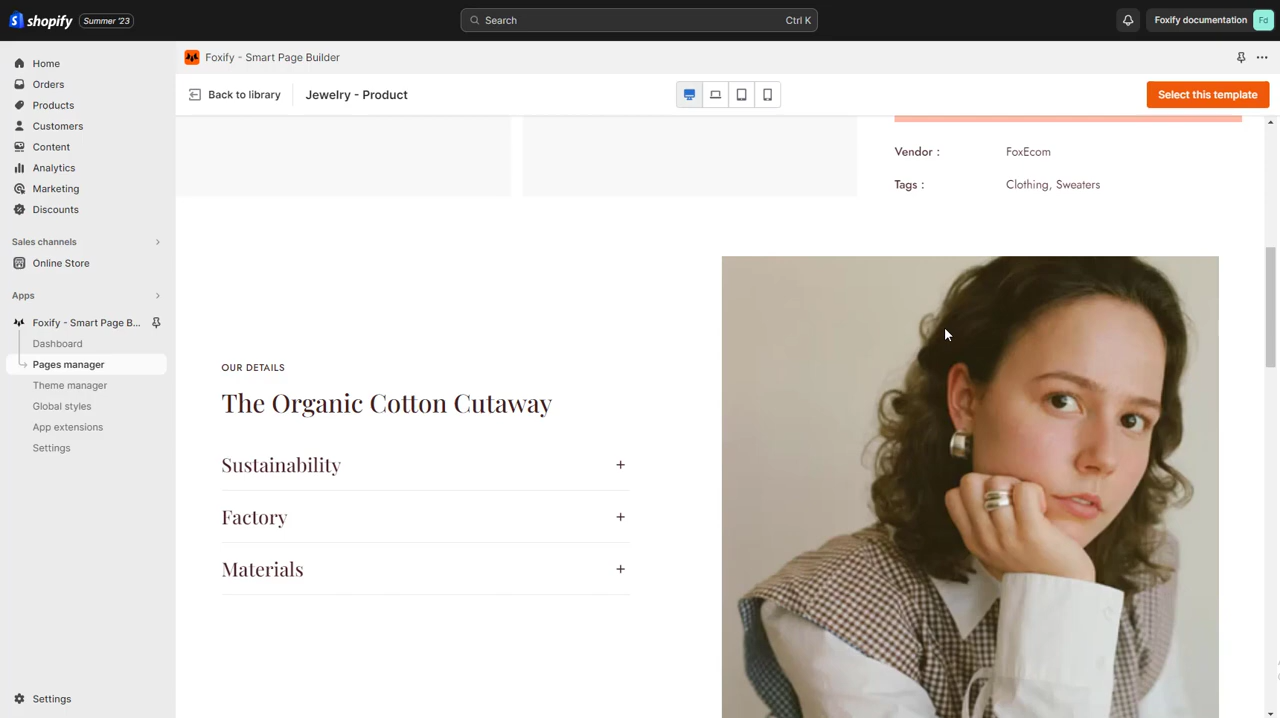 shopify
Summer '23
Search
Ctrl K
Foxify documentation
Fd
Home
Orders
Products
Customers
Content
Analytics
Marketing
Discounts
Sales channels
Online Store
Apps
Foxify - Smart Page B...
Dashboard
Pages manager
Theme manager
Global styles
App extensions
Settings
Settings
Foxify - Smart Page Builder
Back to library
Jewelry - Product
Select this template
Vendor :
FoxEcom
Tags :
Clothing, Sweaters
OUR DETAILS
The Organic Cotton Cutaway
Sustainability
+
Factory
+
Materials
+